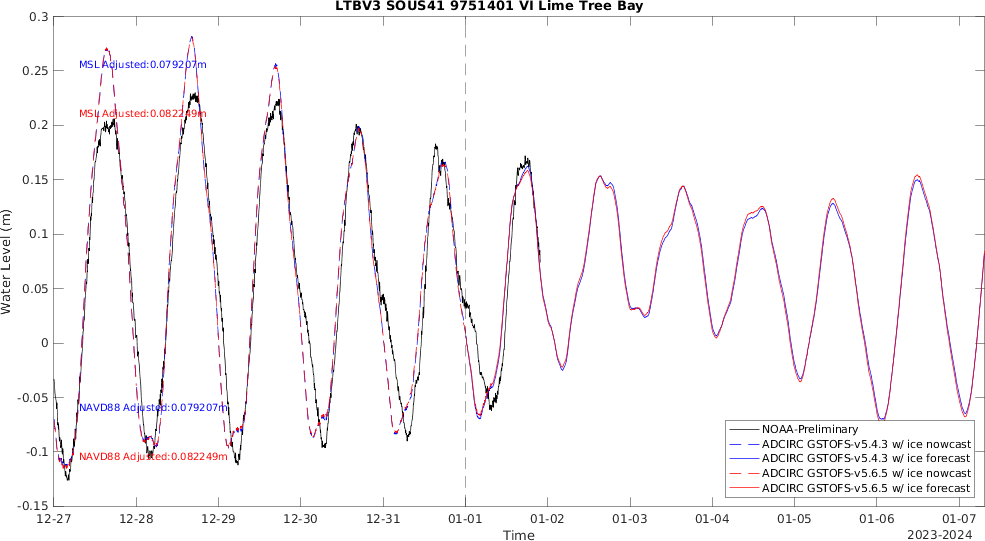 LTBV3 SOUS41 9751401 VI Lime Tree Bay
0.3
0.25
0.2
0.15
0.1
0.05
0
-0.05
-0.1
-0.15
Water Level (m)
MSL Adjusted:0.079207m
MSL Adjusted:0.082249m
NAVD88 Adjusted:0.079207m
NAVD88 Adjusted:0.082249m
NOAA-Preliminary
ADCIRC GSTOFS-v5.4.3 w/ ice nowcast
ADCIRC GSTOFS-v5.4.3 w/ ice forecast
ADCIRC GSTOFS-v5.6.5 w/ ice nowcast
ADCIRC GSTOFS-v5.6.5 w/ ice forecast
12-27 12-28 12-29 12-30 12-31 01-01 01-02 01-03 01-04 01-05 01-06 01-07
Time
2023-2024